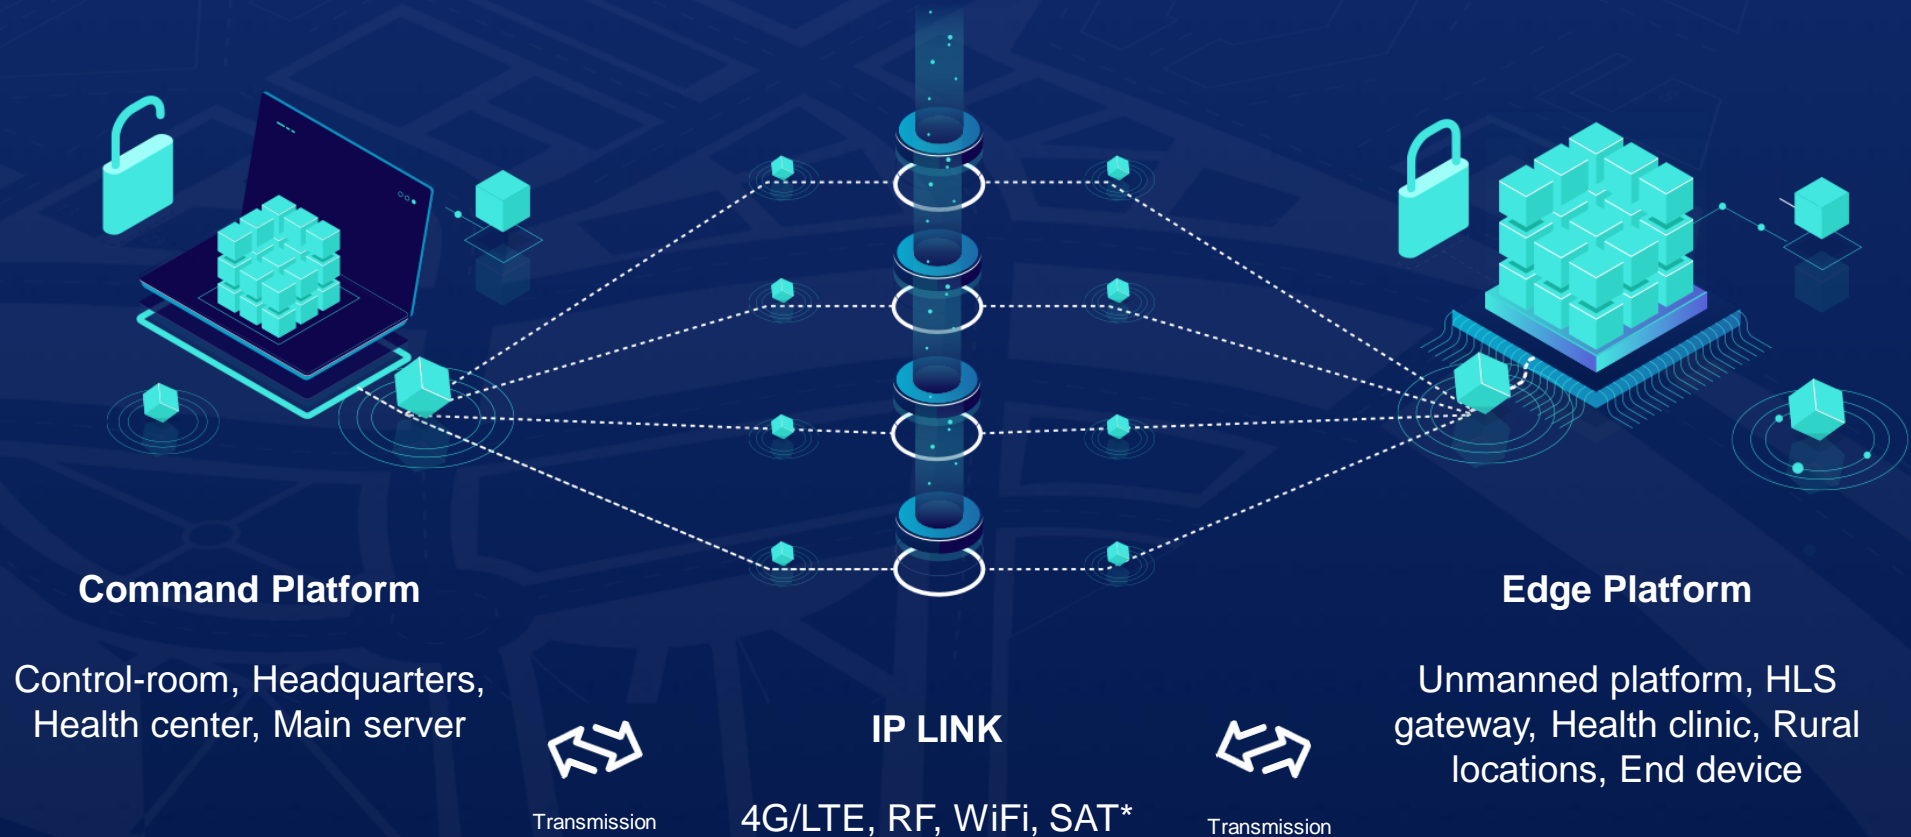 Command Platform
Control-room, Headquarters,
Health center, Main server
Transmission
IP LINK
4G/LTE, RF, WiFi, SAT*
Transmission
Edge Platform
Unmanned platform, HLS
gateway, Health clinic, Rural
locations, End device